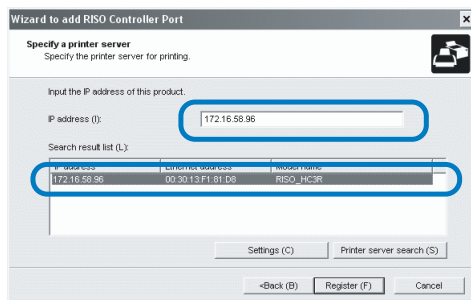 Wizard to add RISO Controller Port
Specify a printer server
Specify the printer server for printing.
Input the IP address of this product.
IP address (I): 172.16.58.96
Search result list (L):
IP address Ethernet address Model name
172.16.58.96 00:30:13:F1:81:D8 RISO_HC3R
Settings (C) Printer server search (S)
<Back (B) Register (F) Cancel